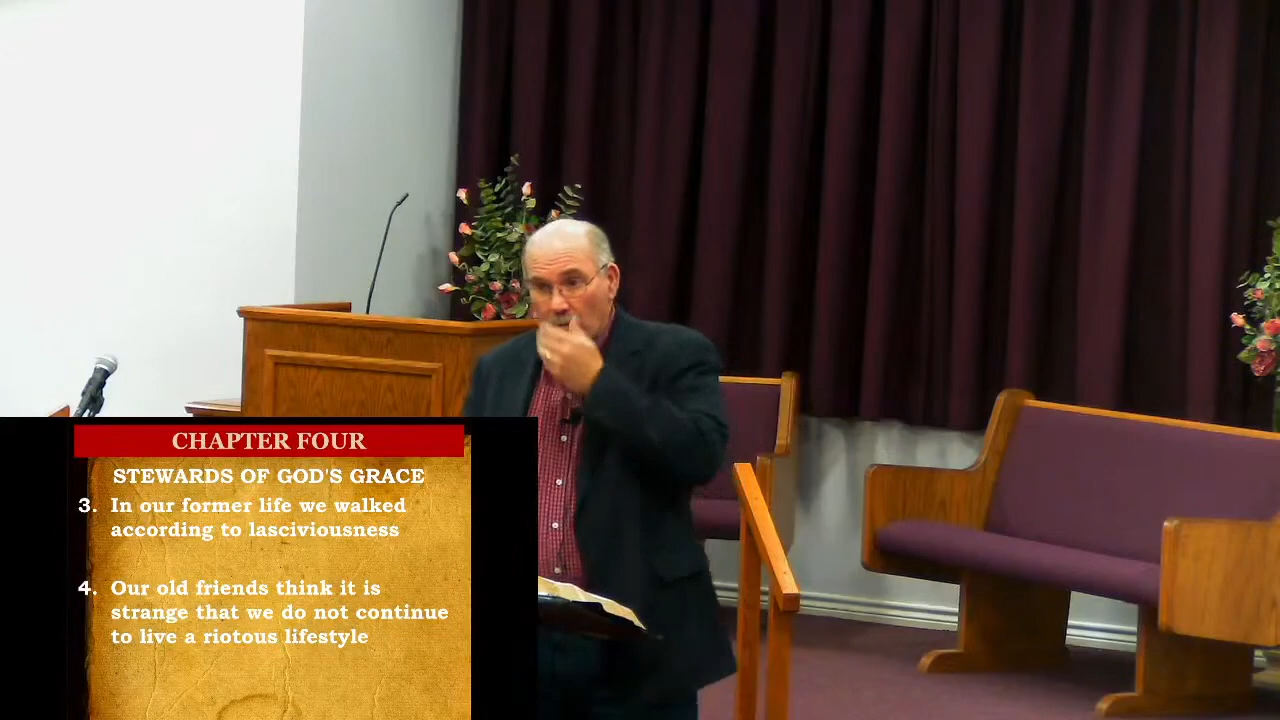 CHAPTER FOUR
STEWARDS OF GOD'S GRACE
3. In our former life we walked
according to lasciviousness
4. Our old friends think it is
strange that we do not continue
to live a riotous lifestyle